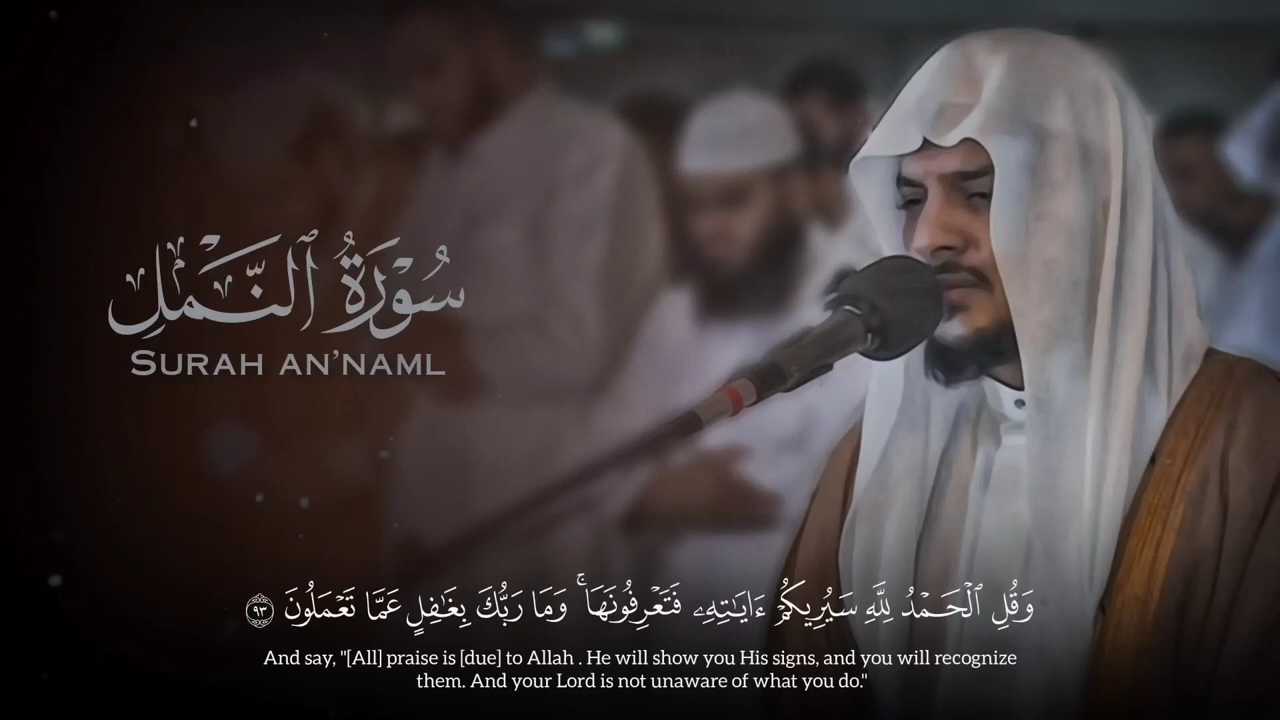 سُورَةُ ٱلنَّمۡلِ
SURAH AN'NAML
وَقُلِ ٱلۡحَمۡدُ لِلَّهِ سَيُرِيكُمۡ ءَايَٰتِهِۦ فَتَعۡرِفُونَهَاۚ وَمَا رَبُّكَ بِغَٰفِلٍ عَمَّا تَعۡمَلُونَ ٩٣
And say, "[All] praise is [due] to Allah . He will show you His signs, and you will recognize
them. And your Lord is not unaware of what you do."